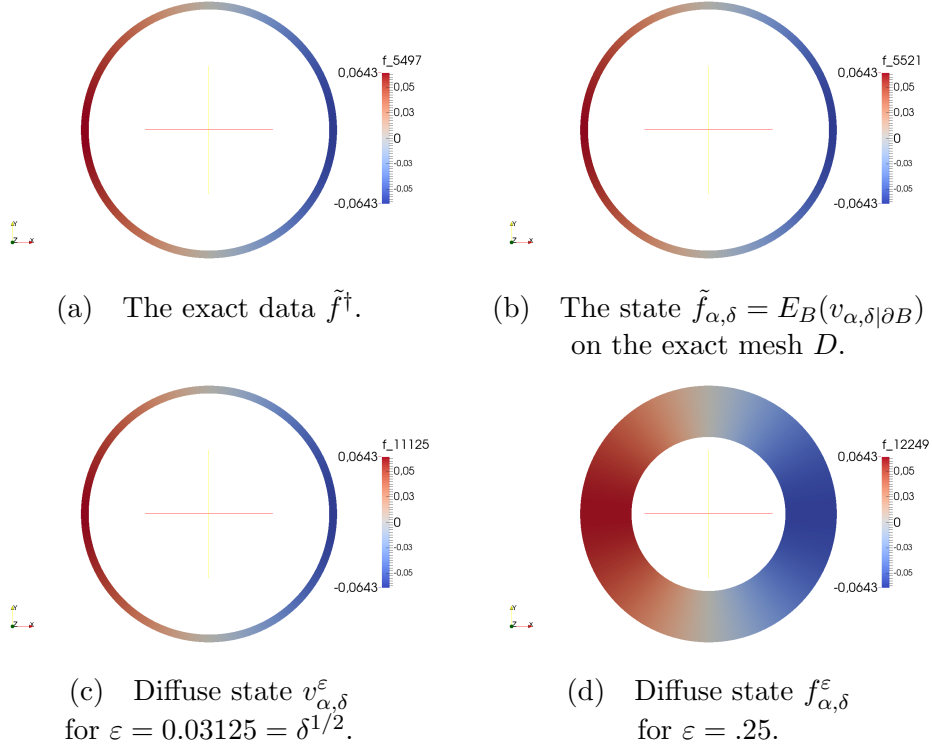 f_5497
0,0643
0,05
0,03
0
-0,03
-0,05
-0,0643
Y
Z X
(a) The exact data f̃†.
f_5521
0,0643
0,05
0,03
0
-0,03
-0,05
-0,0643
Y
Z X
(b) The state f̃α,δ = E_B(vα,δ|∂B)
on the exact mesh D.
f_11125
0,0643
0,05
0,03
0
-0,03
-0,05
-0,0643
Y
Z X
(c) Diffuse state v^ε_α,δ
for ε = 0.03125 = δ^1/2.
f_12249
0,0643
0,05
0,03
0
-0,03
-0,05
-0,0643
Y
Z X
(d) Diffuse state f^ε_α,δ
for ε = .25.